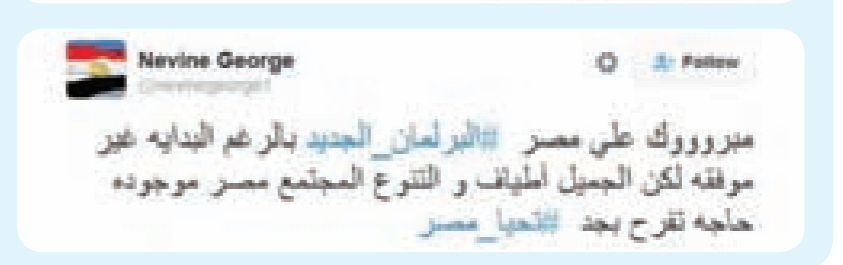 Nevine George
Follow
مبروووك علي مصر #البرلمان_الجديد بالرغم البدايه غير
موفقه لكن الجميل أطياف و التنوع المجتمع مصر موجوده
حاجه تفرح بجد #تحيا_مصر